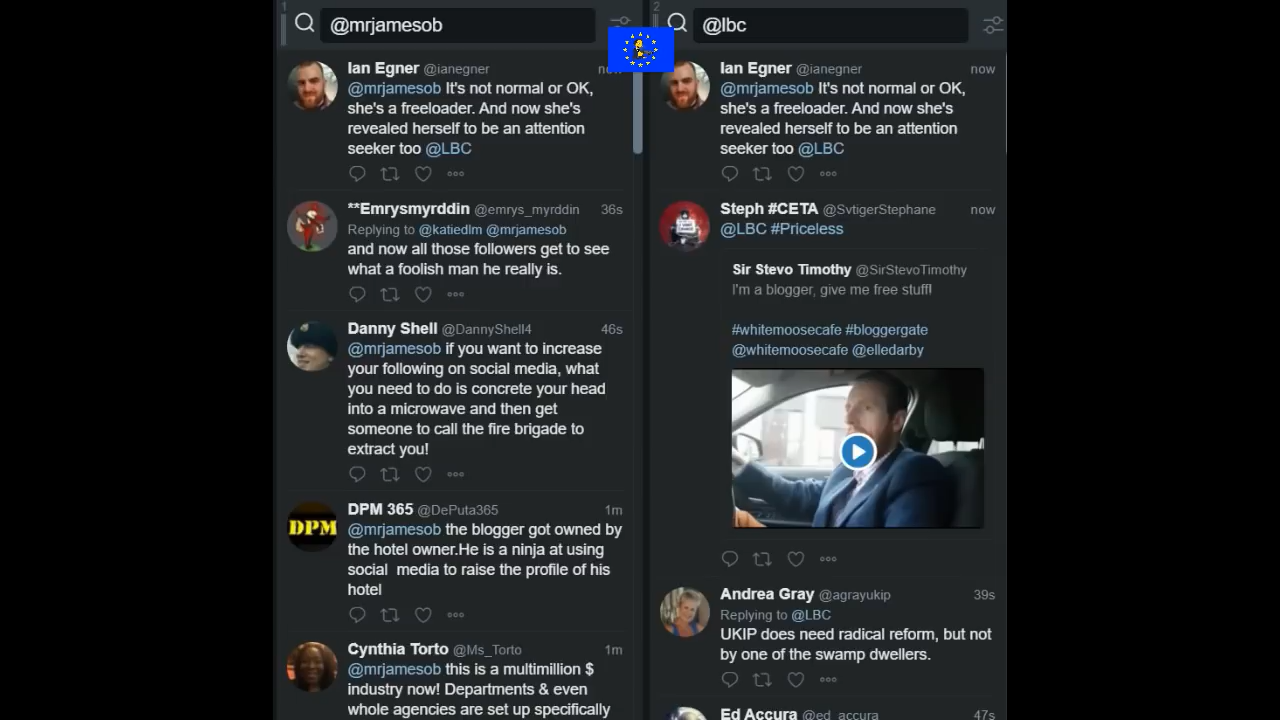 1
@mrjamesob
Ian Egner @ianegner now
@mrjamesob It's not normal or OK,
she's a freeloader. And now she's
revealed herself to be an attention
seeker too @LBC
**Emrysmyrddin @emrys_myrddin 36s
Replying to @katiedlm @mrjamesob
and now all those followers get to see
what a foolish man he really is.
Danny Shell @DannyShell4 46s
@mrjamesob if you want to increase
your following on social media, what
you need to do is concrete your head
into a microwave and then get
someone to call the fire brigade to
extract you!
DPM
DPM 365 @DePuta365 1m
@mrjamesob the blogger got owned by
the hotel owner.He is a ninja at using
social  media to raise the profile of his
hotel
Cynthia Torto @Ms_Torto 1m
@mrjamesob this is a multimillion $
industry now! Departments & even
whole agencies are set up specifically
2
@lbc
Ian Egner @ianegner now
@mrjamesob It's not normal or OK,
she's a freeloader. And now she's
revealed herself to be an attention
seeker too @LBC
Steph #CETA @SvtigerStephane now
@LBC #Priceless
Sir Stevo Timothy @SirStevoTimothy
I'm a blogger, give me free stuff!
#whitemoosecafe #bloggergate
@whitemoosecafe @elledarby
Andrea Gray @agrayukip 39s
Replying to @LBC
UKIP does need radical reform, but not
by one of the swamp dwellers.
Ed Accura @ed_accura 47s